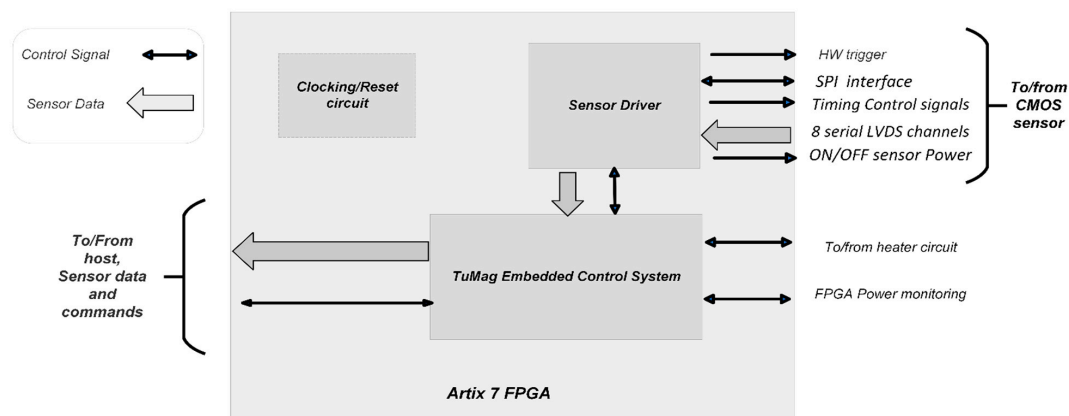 Control Signal
Sensor Data
Clocking/Reset
circuit
Sensor Driver
HW trigger
SPI interface
Timing Control signals
8 serial LVDS channels
ON/OFF sensor Power
To/from
CMOS
sensor
To/From
host,
Sensor data
and
commands
TuMag Embedded Control System
To/from heater circuit
FPGA Power monitoring
Artix 7 FPGA